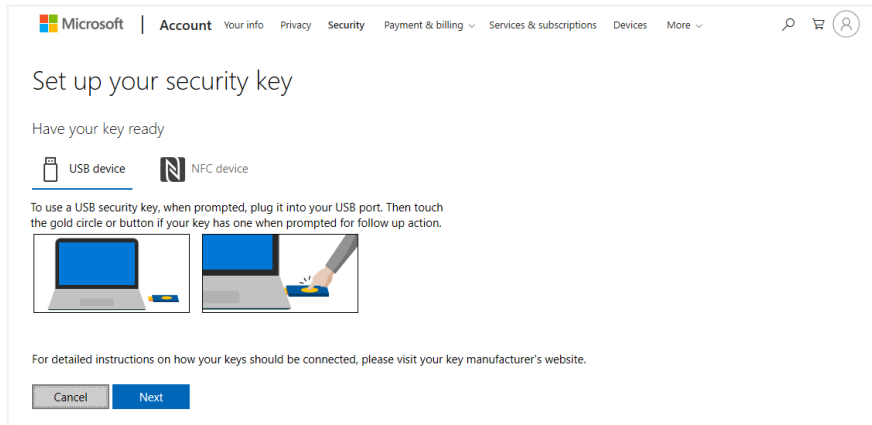 Microsoft | Account Your info Privacy Security Payment & billing Services & subscriptions Devices More
Set up your security key
Have your key ready
USB device NFC device
To use a USB security key, when prompted, plug it into your USB port. Then touch
the gold circle or button if your key has one when prompted for follow up action.
For detailed instructions on how your keys should be connected, please visit your key manufacturer's website.
Cancel Next